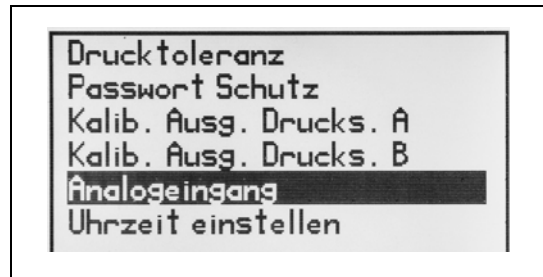 Drucktoleranz
Passwort Schutz
Kalib. Ausg. Drucks. A
Kalib. Ausg. Drucks. B
Analogeingang
Uhrzeit einstellen